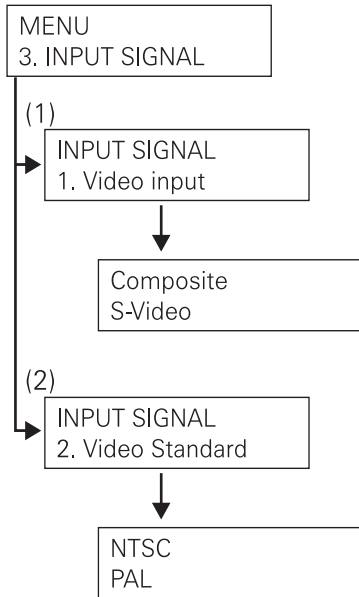 MENU
3. INPUT SIGNAL
(1)
INPUT SIGNAL
1. Video input
Composite
S-Video
(2)
INPUT SIGNAL
2. Video Standard
NTSC
PAL